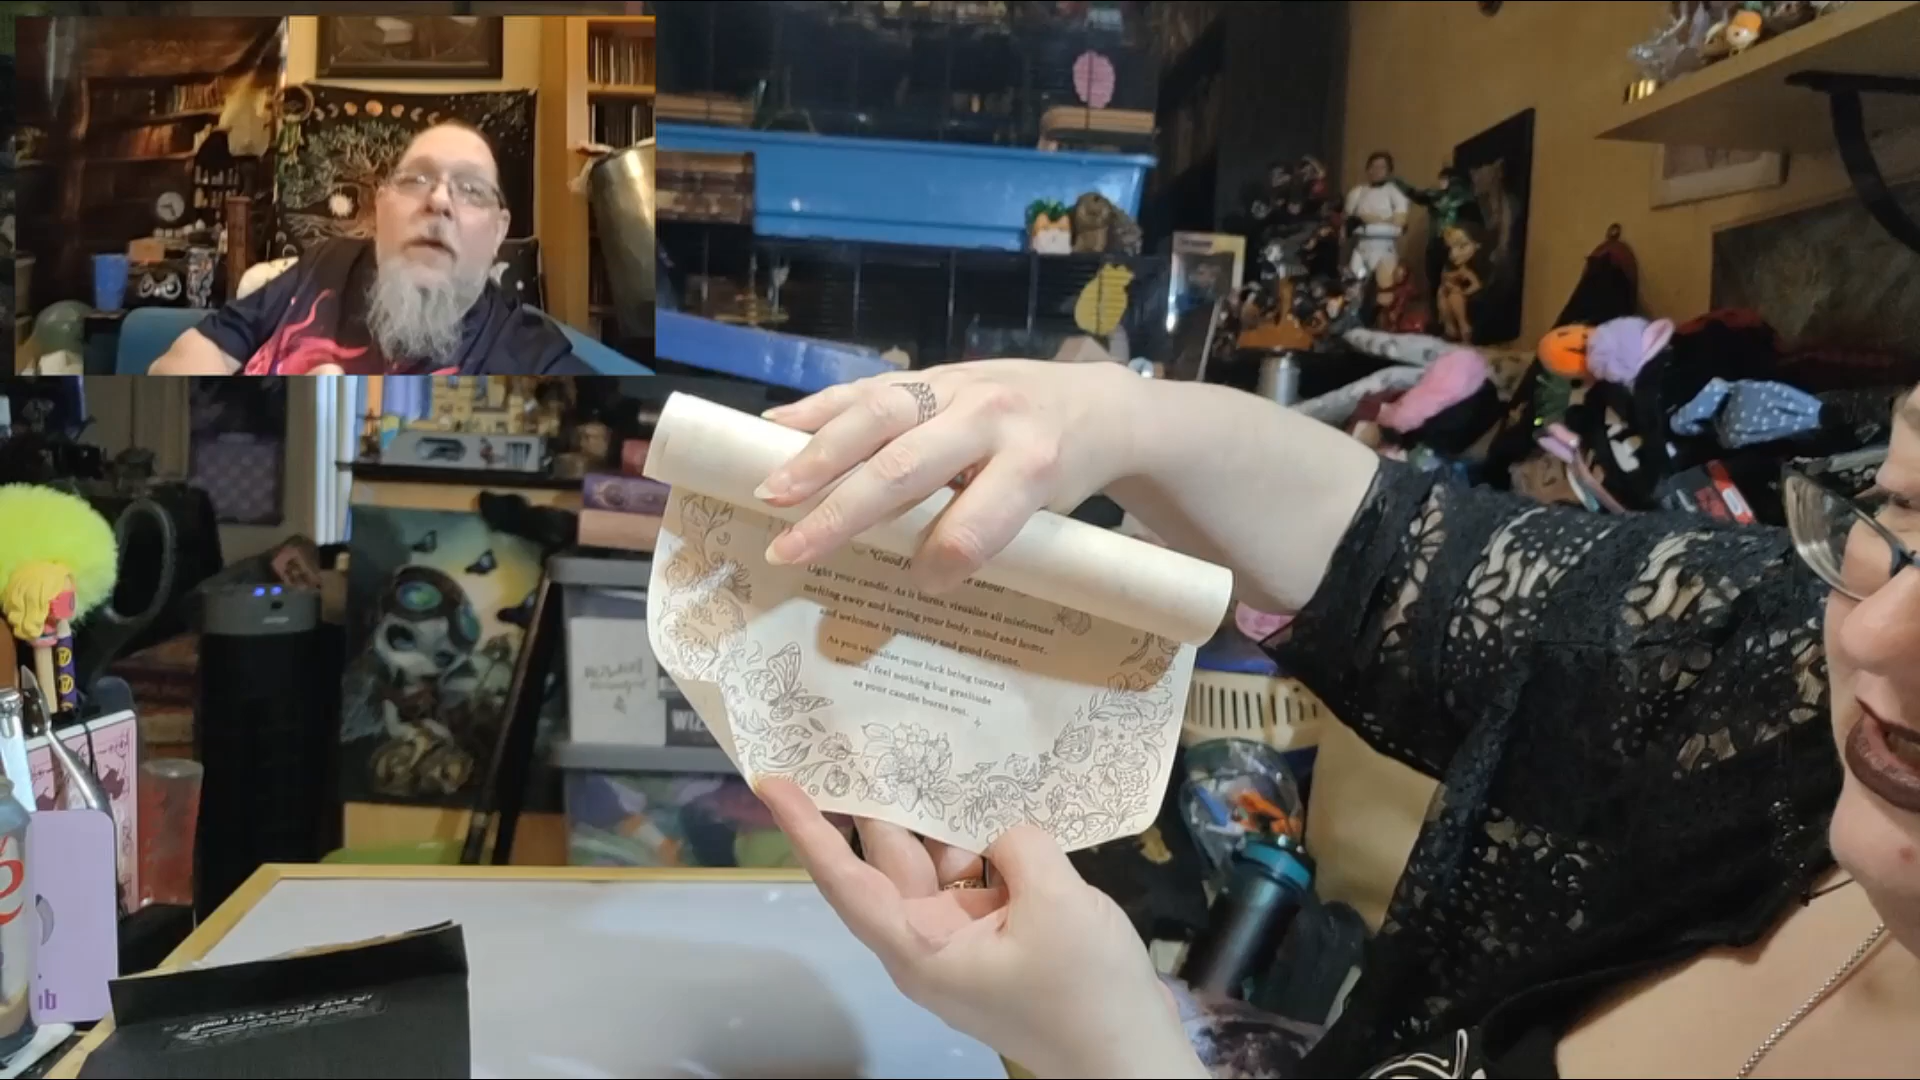 "Good f e about
Light your candle. As it burns, visualise all misfortune
melting away and leaving your body, mind and home,
and welcome in positivity and good fortune.
As you visualise your luck being turned
around, feel nothing but gratitude
as your candle burns out.
WIZ